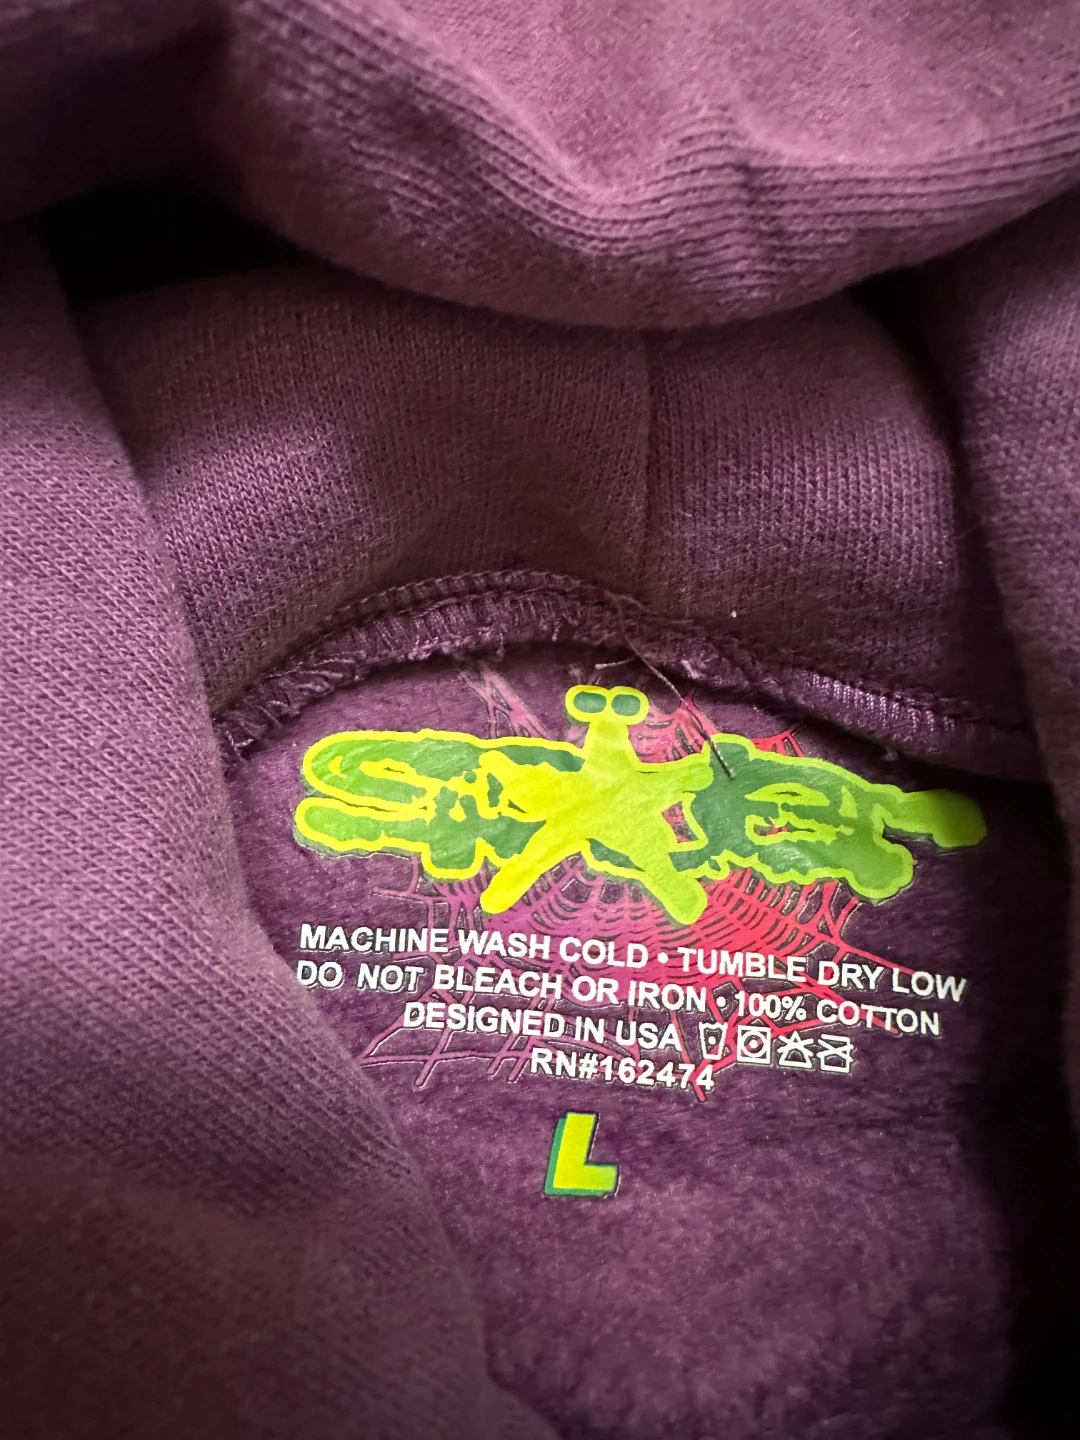 MACHINE WASH COLD • TUMBLE DRY LOW
DO NOT BLEACH OR IRON • 100% COTTON
DESIGNED IN USA
RN#162474
L